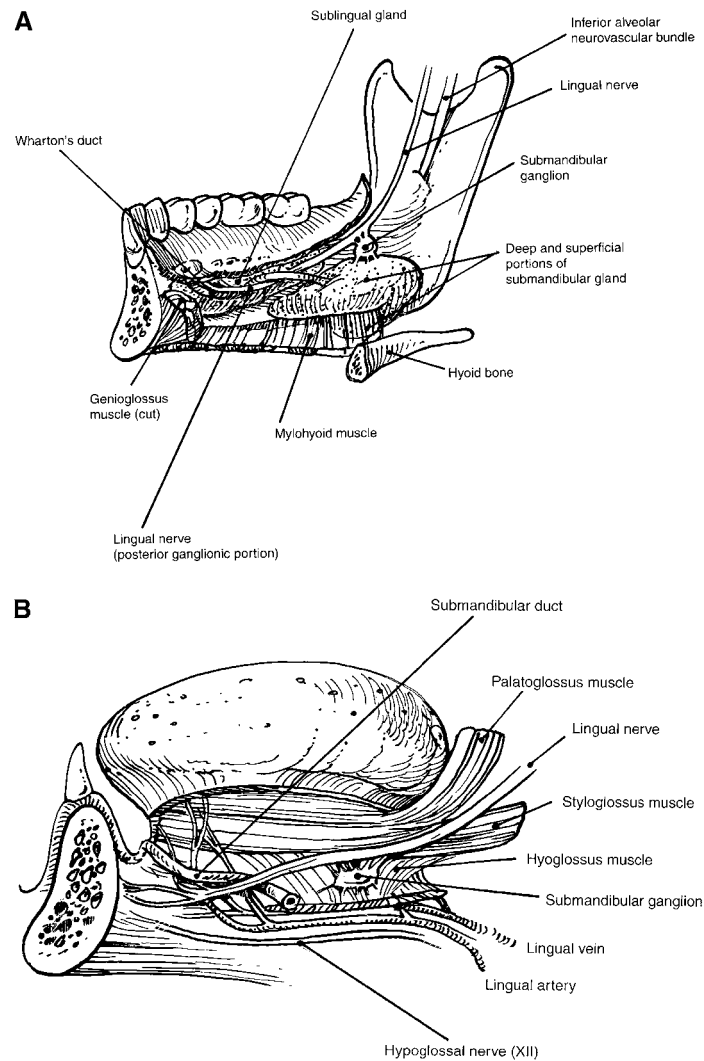 A
Sublingual gland
Inferior alveolar
neurovascular bundle
Lingual nerve
Wharton's duct
Submandibular
ganglion
Deep and superficial
portions of
submandibular gland
Hyoid bone
Genioglossus
muscle (cut)
Mylohyoid muscle
Lingual nerve
(posterior ganglionic portion)
B
Submandibular duct
Palatoglossus muscle
Lingual nerve
Styloglossus muscle
Hyoglossus muscle
Submandibular ganglion
Lingual vein
Lingual artery
Hypoglossal nerve (XII)